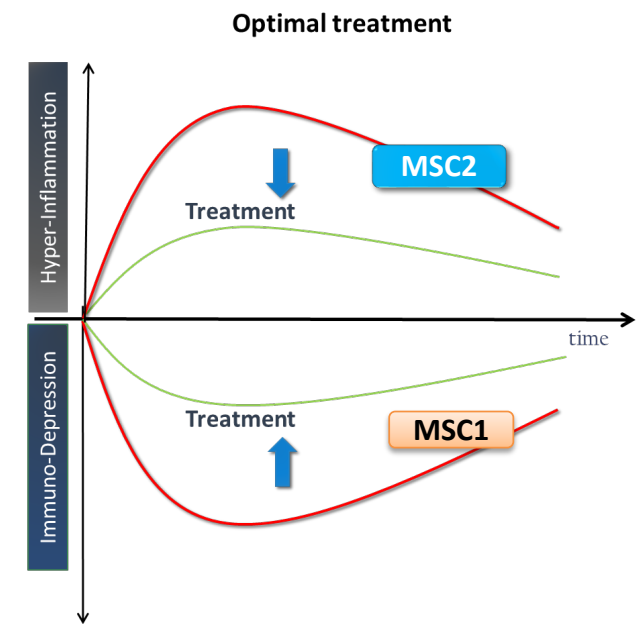 Optimal treatment
Hyper-Inflammation
MSC2
Treatment
time
Immuno-Depression
Treatment
MSC1